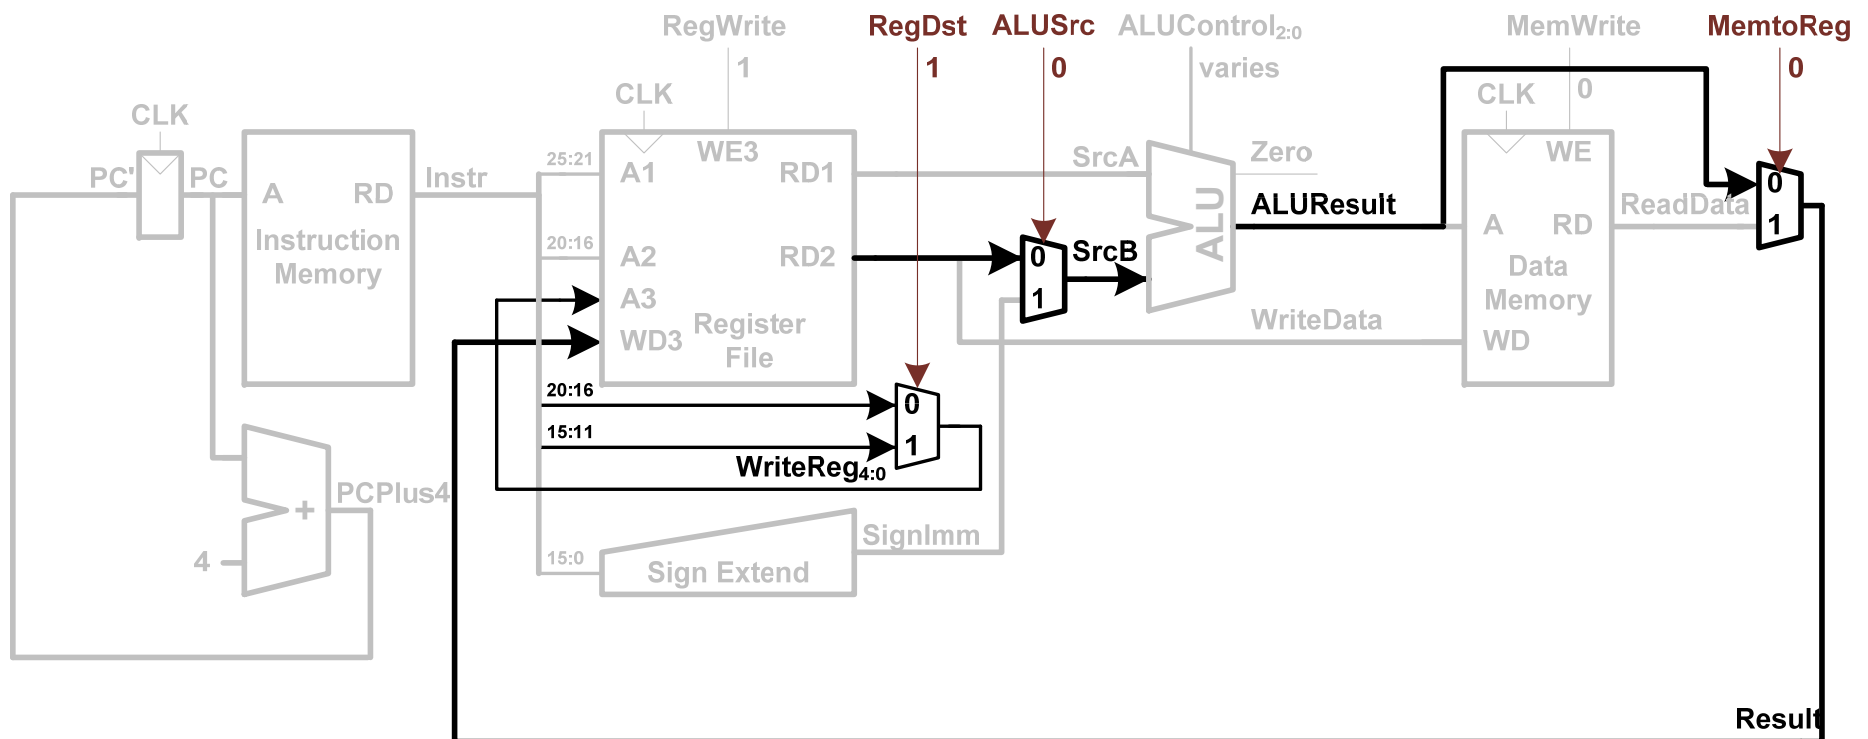 RegWrite
RegDst
ALUSrc
ALUControl2:0
MemWrite
MemtoReg
1
1
0
varies
0
0
CLK
CLK
CLK
PC'
PC
A
RD
Instruction
Memory
Instr
25:21
20:16
A1
WE3
RD1
A2
RD2
A3
WD3
Register
File
SrcA
0
1
SrcB
ALU
Zero
ALUResult
WriteData
WE
A
RD
Data
Memory
WD
ReadData
0
1
20:16
15:11
0
1
WriteReg4:0
PCPlus4
+
4
15:0
Sign Extend
SignImm
Result